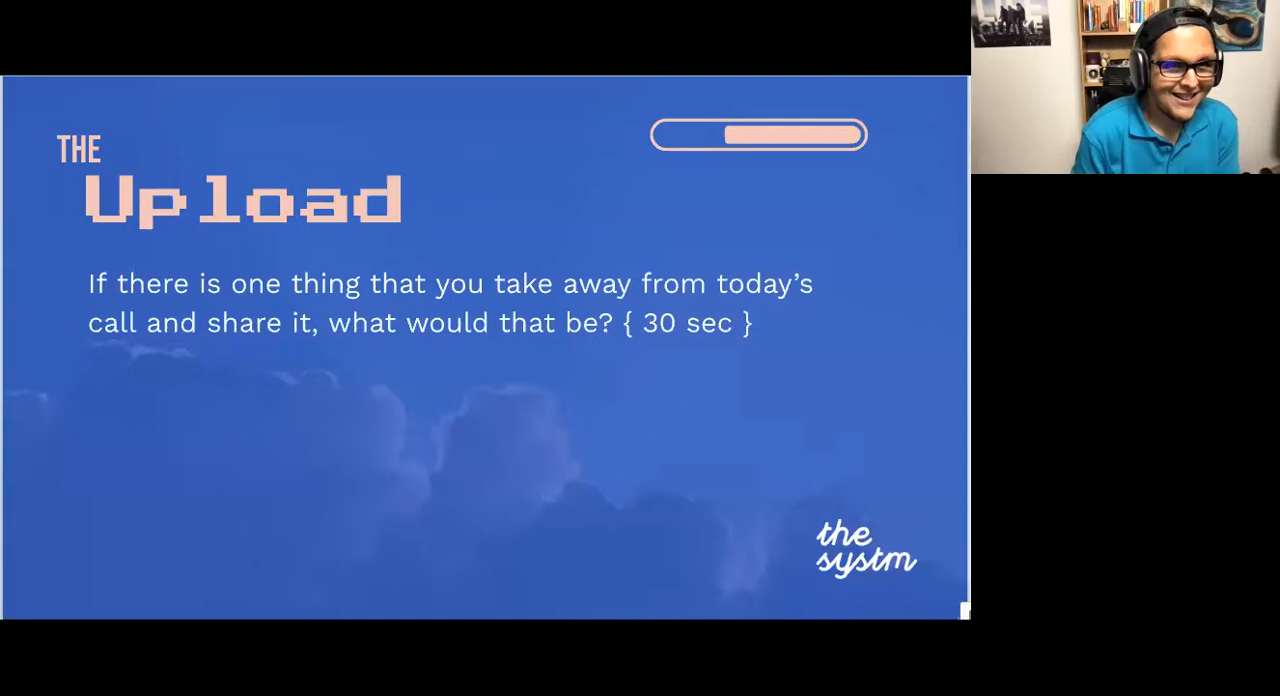 THE
Upload
If there is one thing that you take away from today's
call and share it, what would that be? { 30 sec }
the
systm
QUAKE